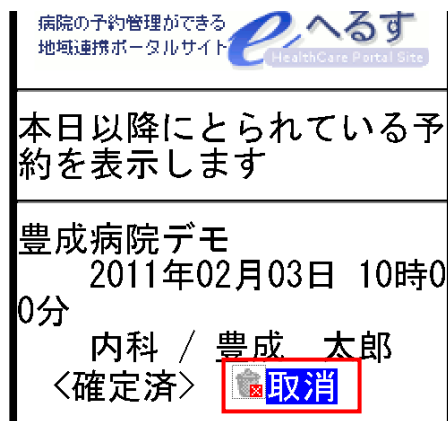 病院の予約管理ができる
地域連携ポータルサイト
eへるす
HealthCare Portal Site
本日以降にとられている予
約を表示します
豊成病院デモ
2011年02月03日 10時0
0分
内科 / 豊成 太郎
<確定済> 取消